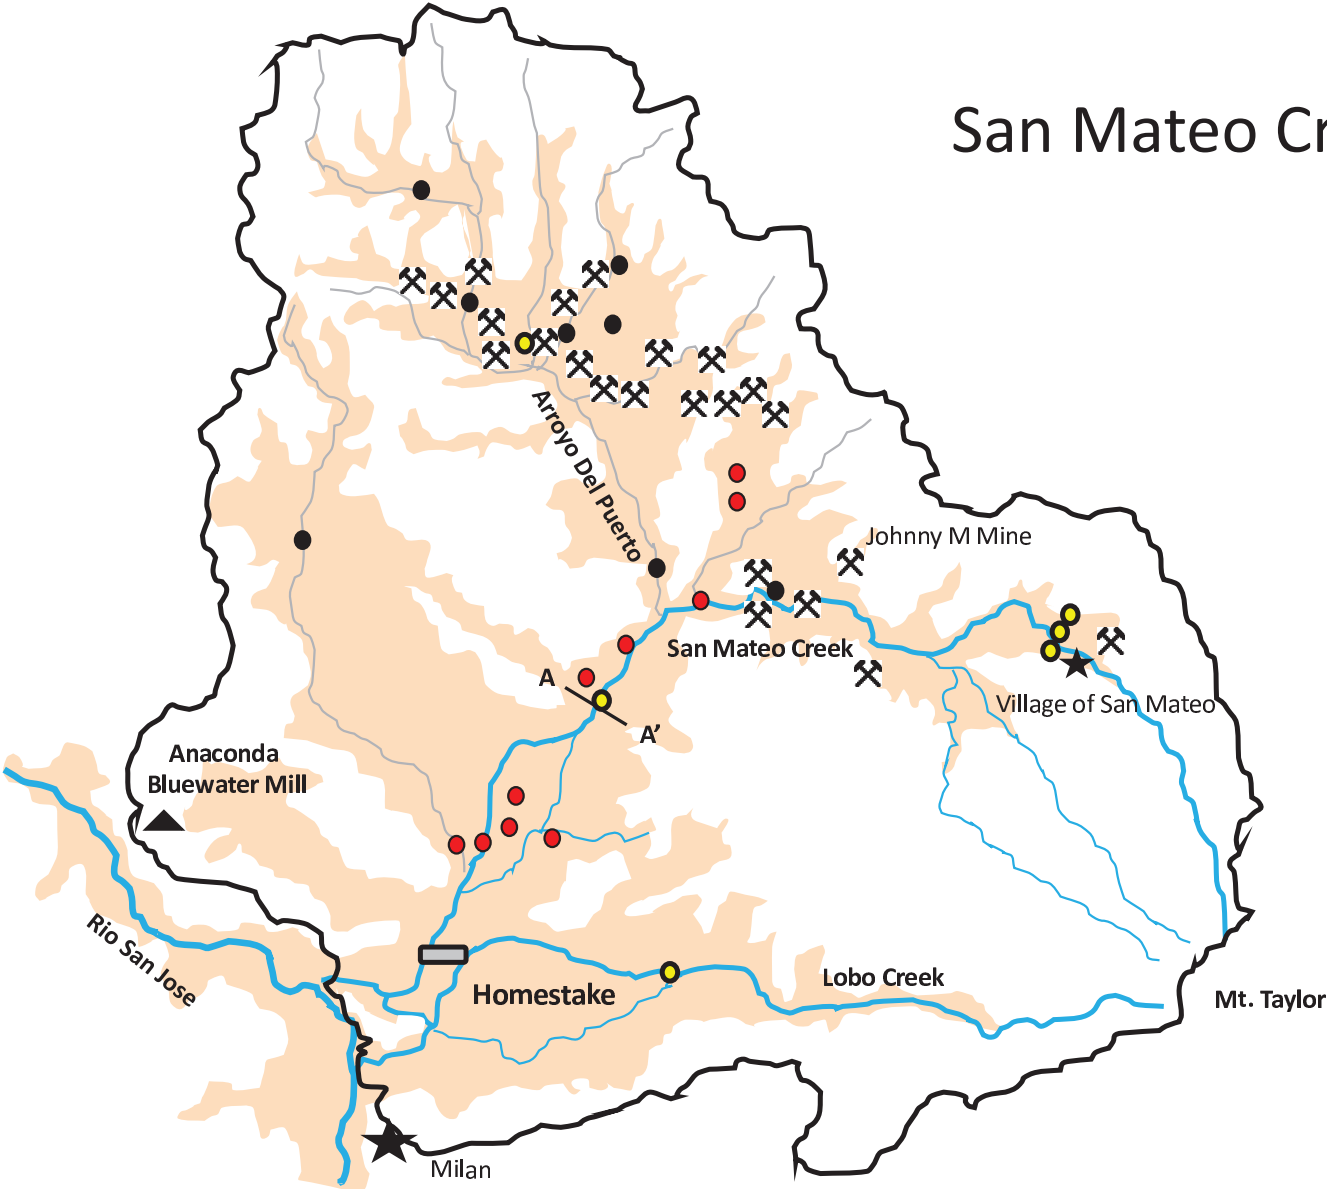 San Mateo Cr
Arroyo Del Puerto
Johnny M Mine
San Mateo Creek
A
Village of San Mateo
A'
Anaconda
Bluewater Mill
Rio San Jose
Lobo Creek
Homestake
Mt. Taylor
Milan